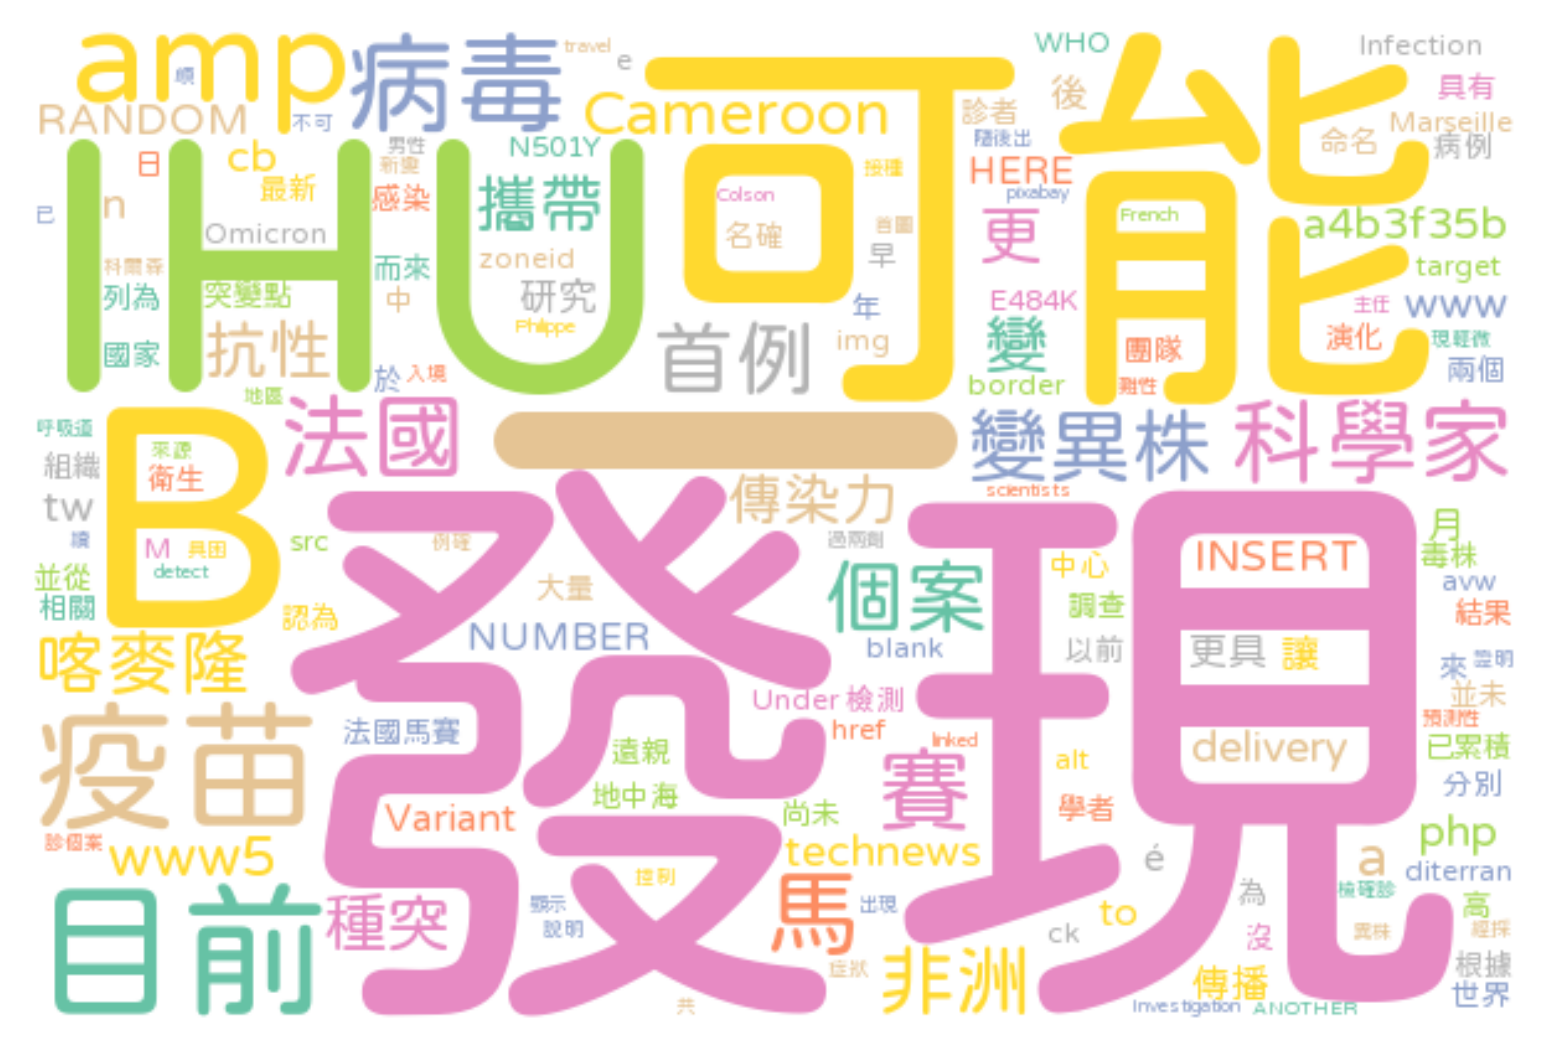 amp
病毒
travel
e
可能
WHO
Infection
具有
RANDOM
不可
Cameroon
診者
後
Marseille
命名
病例
隨後出
IHU
日
cb
最新
n
男性
新變
感染
N501Y
攜帶
Colson
名確
接種
首圖
早
HERE
pixabay
更
French
a4b3f35b
target
www
主任
已
Omicron
科爾森
列為
突變點
而來
中
zoneid
研究
Philippe
年
img
E484K
變
團隊
演化
現輕微
兩個
國家
抗性
地區
於
入境
首例
border
難性
呼吸道
組織
tw
B
來源
衛生
法國
一
變異株
科學家
scientists
傳染力
發現
M
具困
detect
src
例確
過兩劑
中心
INSERT
月
毒株
avw
並從
相關
認為
大量
NUMBER
個案
blank
調查
以前
更具
讓
結果
來
證明
喀麥隆
Under
檢測
並未
預測性
疫苗
法國馬賽
遠親
地中海
href
linked
賽
alt
delivery
已累積
分別
學者
Variant
尚未
technews
診個案
www5
控制
é
a
php
diterran
檢確診
目前
種突
顯示
說明
馬
出現
為
to
ck
沒
高
異株
經採
症狀
非洲
傳播
根據
世界
共
Investigation
ANOTHER